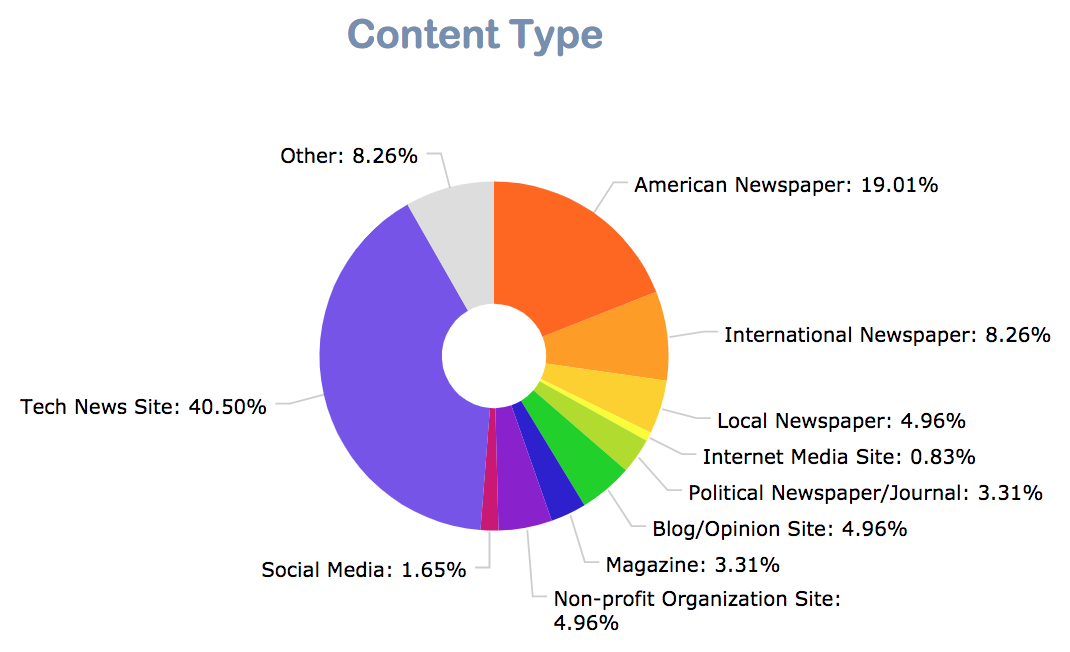 Content Type
Other: 8.26%
American Newspaper: 19.01%
International Newspaper: 8.26%
Tech News Site: 40.50%
Local Newspaper: 4.96%
Internet Media Site: 0.83%
Political Newspaper/Journal: 3.31%
Blog/Opinion Site: 4.96%
Magazine: 3.31%
Social Media: 1.65%
Non-profit Organization Site:
4.96%